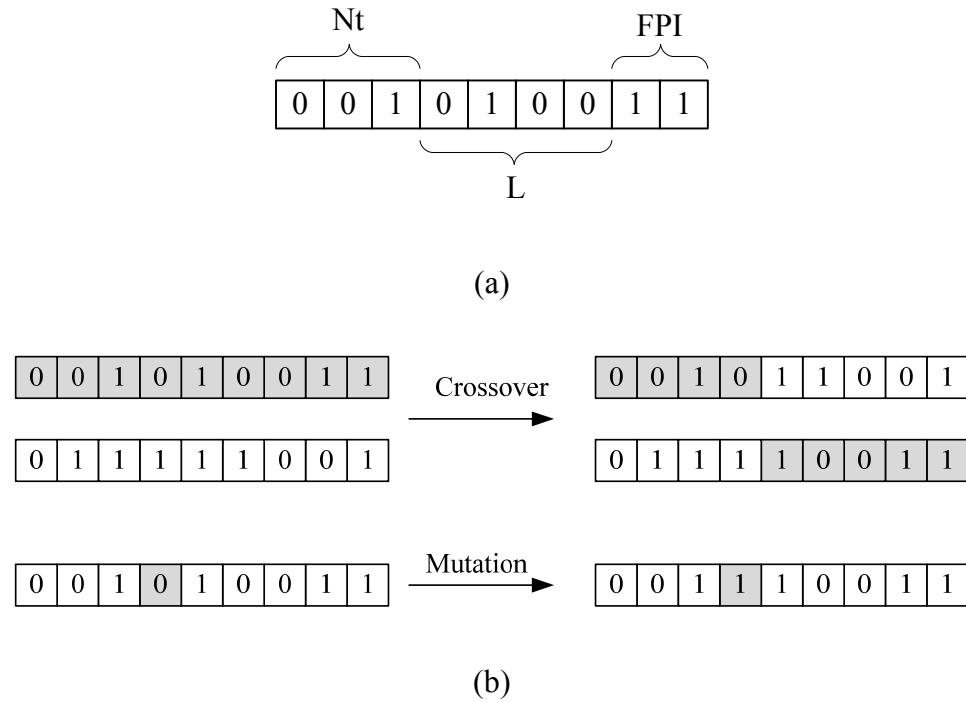 Nt FPI
0 0 1 0 1 0 0 1 1
L
(a)
0 0 1 0 1 0 0 1 1 Crossover 0 0 1 0 1 1 0 0 1
0 1 1 1 1 1 0 0 1 0 1 1 1 1 0 0 1 1
0 0 1 0 1 0 0 1 1 Mutation 0 0 1 1 1 0 0 1 1
(b)